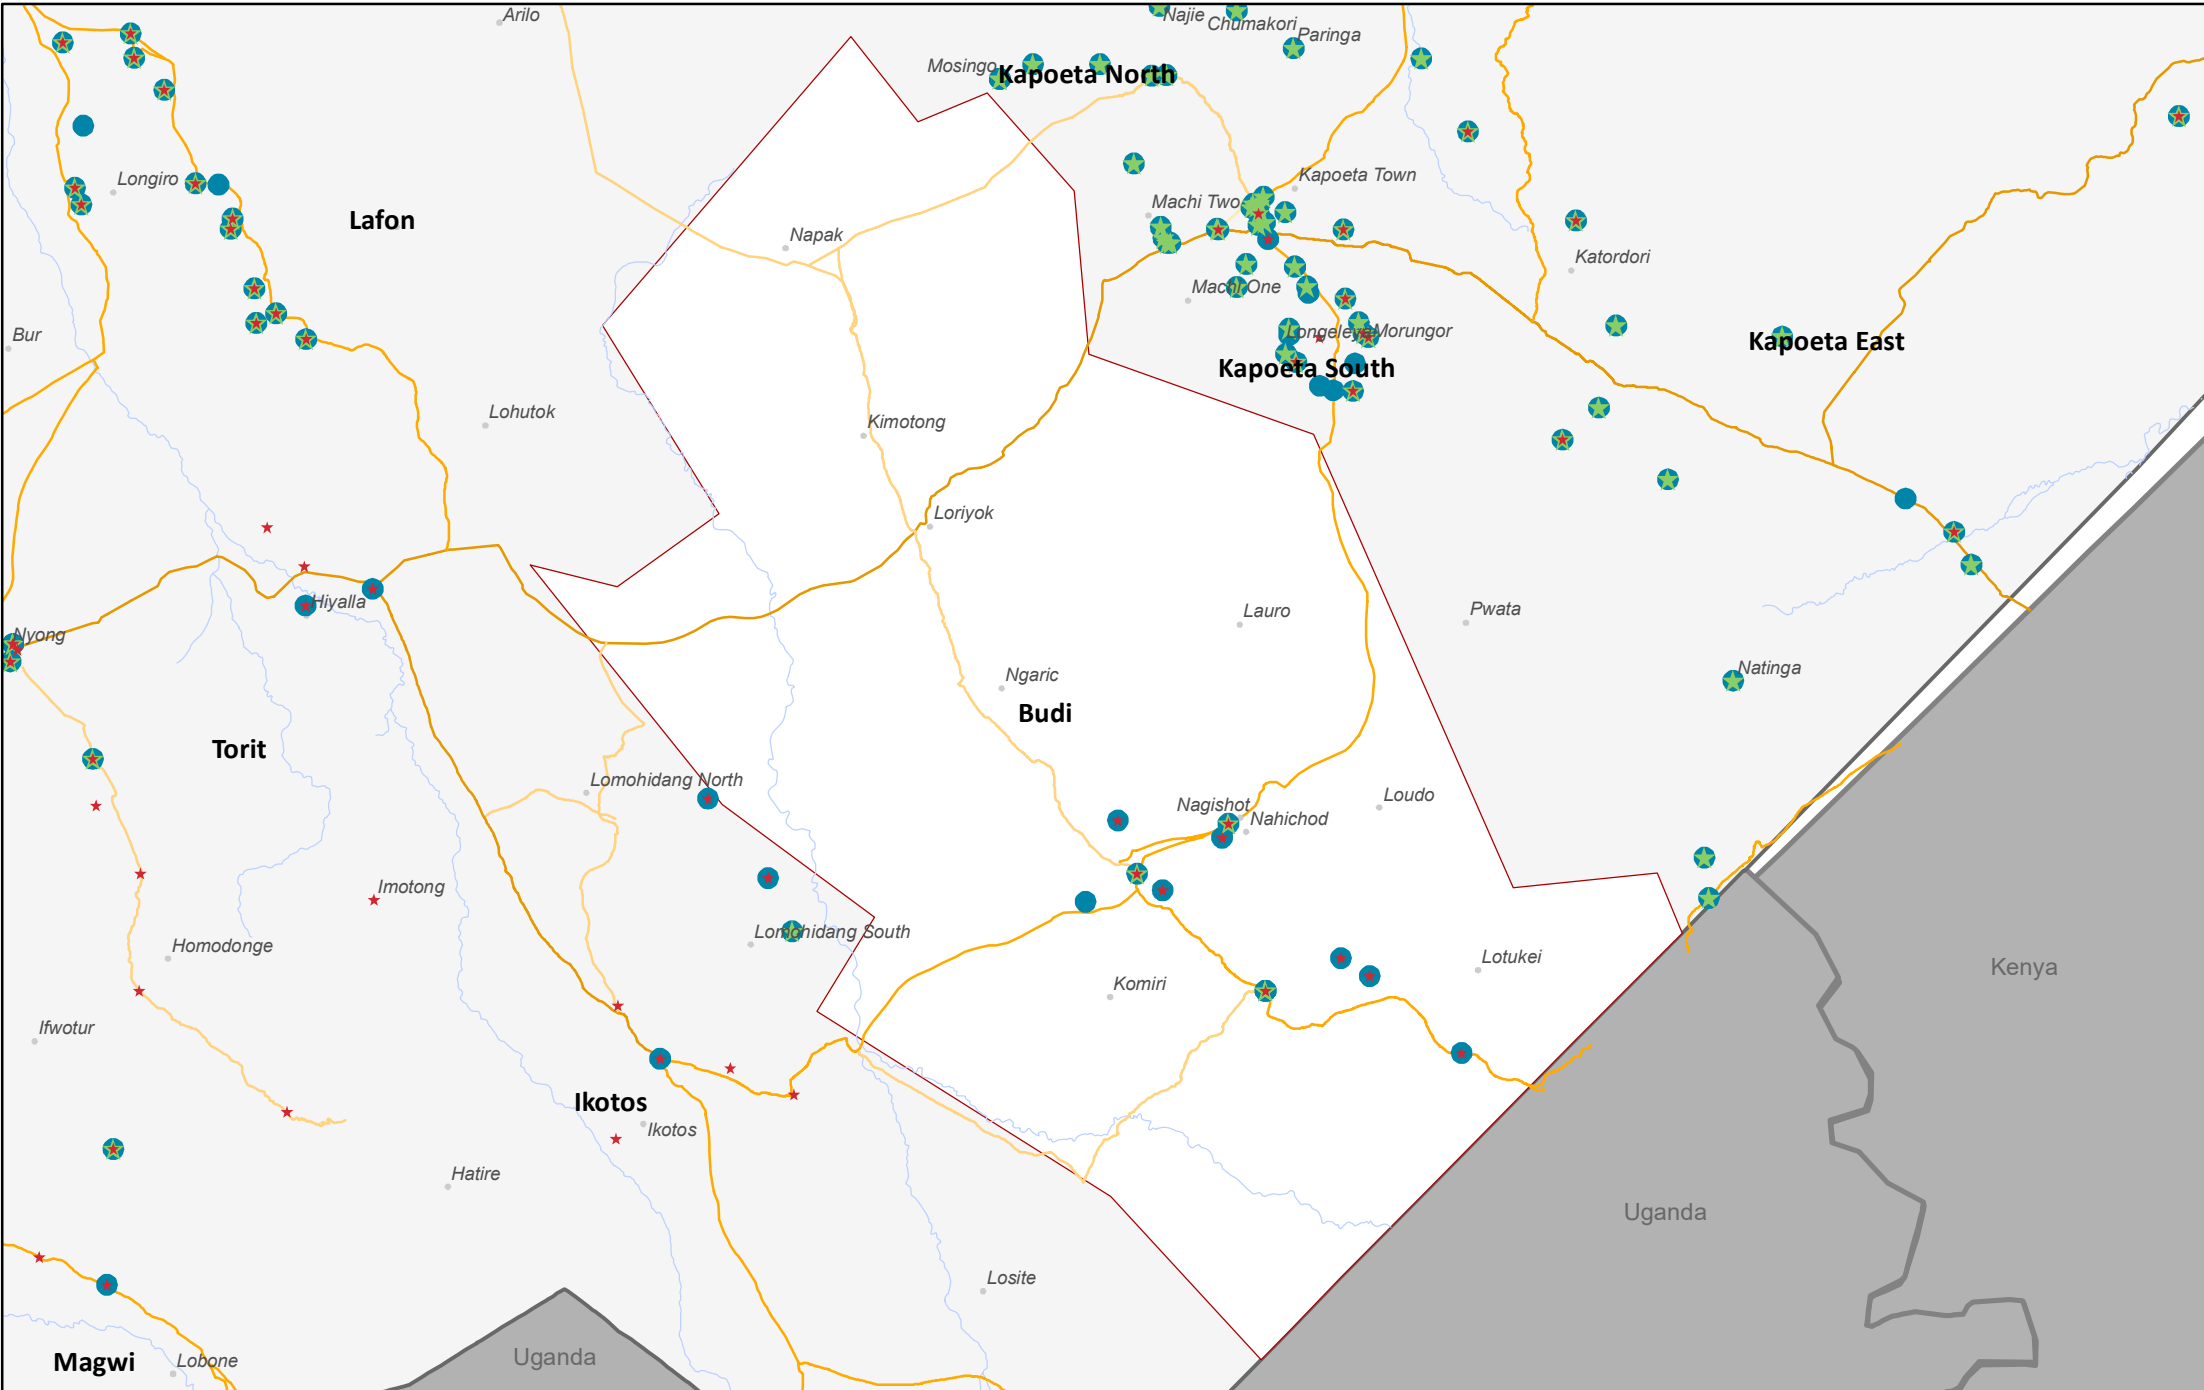 Arilo
Najie
Chumakori
Paringa
Mosingo
Kapoeta North
Longiro
Kapoeta Town
Machi Two
Lafon
Napak
Katordori
Machi One
Bur
Longeleya
Morungor
Kapoeta East
Kapoeta South
Lohutok
Kimotong
Loriyok
Hiyalla
Lauro
Pwata
Nyong
Ngaric
Natinga
Budi
Torit
Lomohidang North
Nagishot
Loudo
Nahichod
Imotong
Homodonge
Lomohidang South
Lotukei
Kenya
Komiri
Ifwotur
Ikotos
Ikotos
Hatire
Uganda
Losite
Uganda
Magwi
Lobone